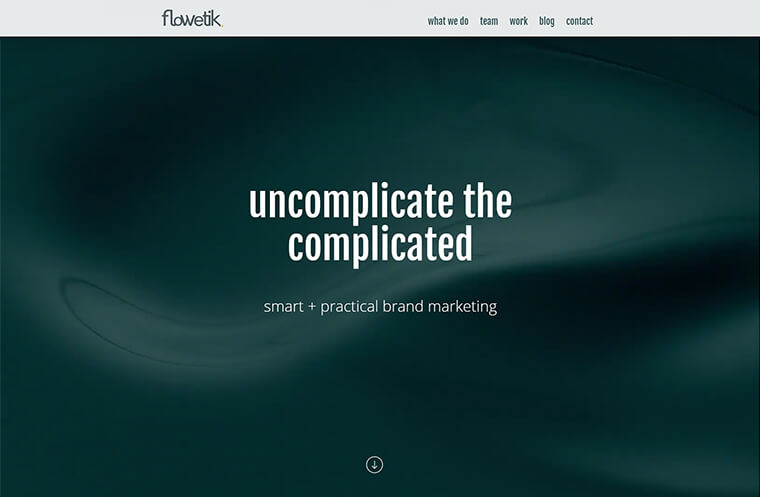 flowetik.
what we do team work blog contact
uncomplicate the
complicated
smart + practical brand marketing